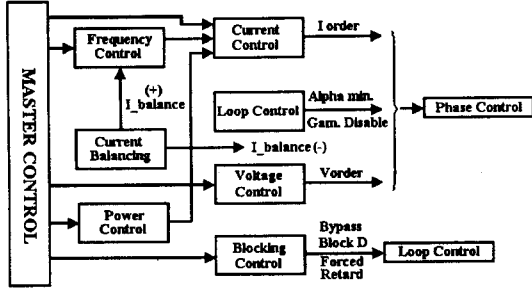 MASTER CONTROL
Frequency
Control
Current
Control
I order
(+)
I_balance
Loop Control
Alpha min.
Gam. Disable
Phase Control
Current
Balancing
I_balance (-)
Voltage
Control
Vorder
Power
Control
Blocking
Control
Bypass
Block D
Forced
Retard
Loop Control